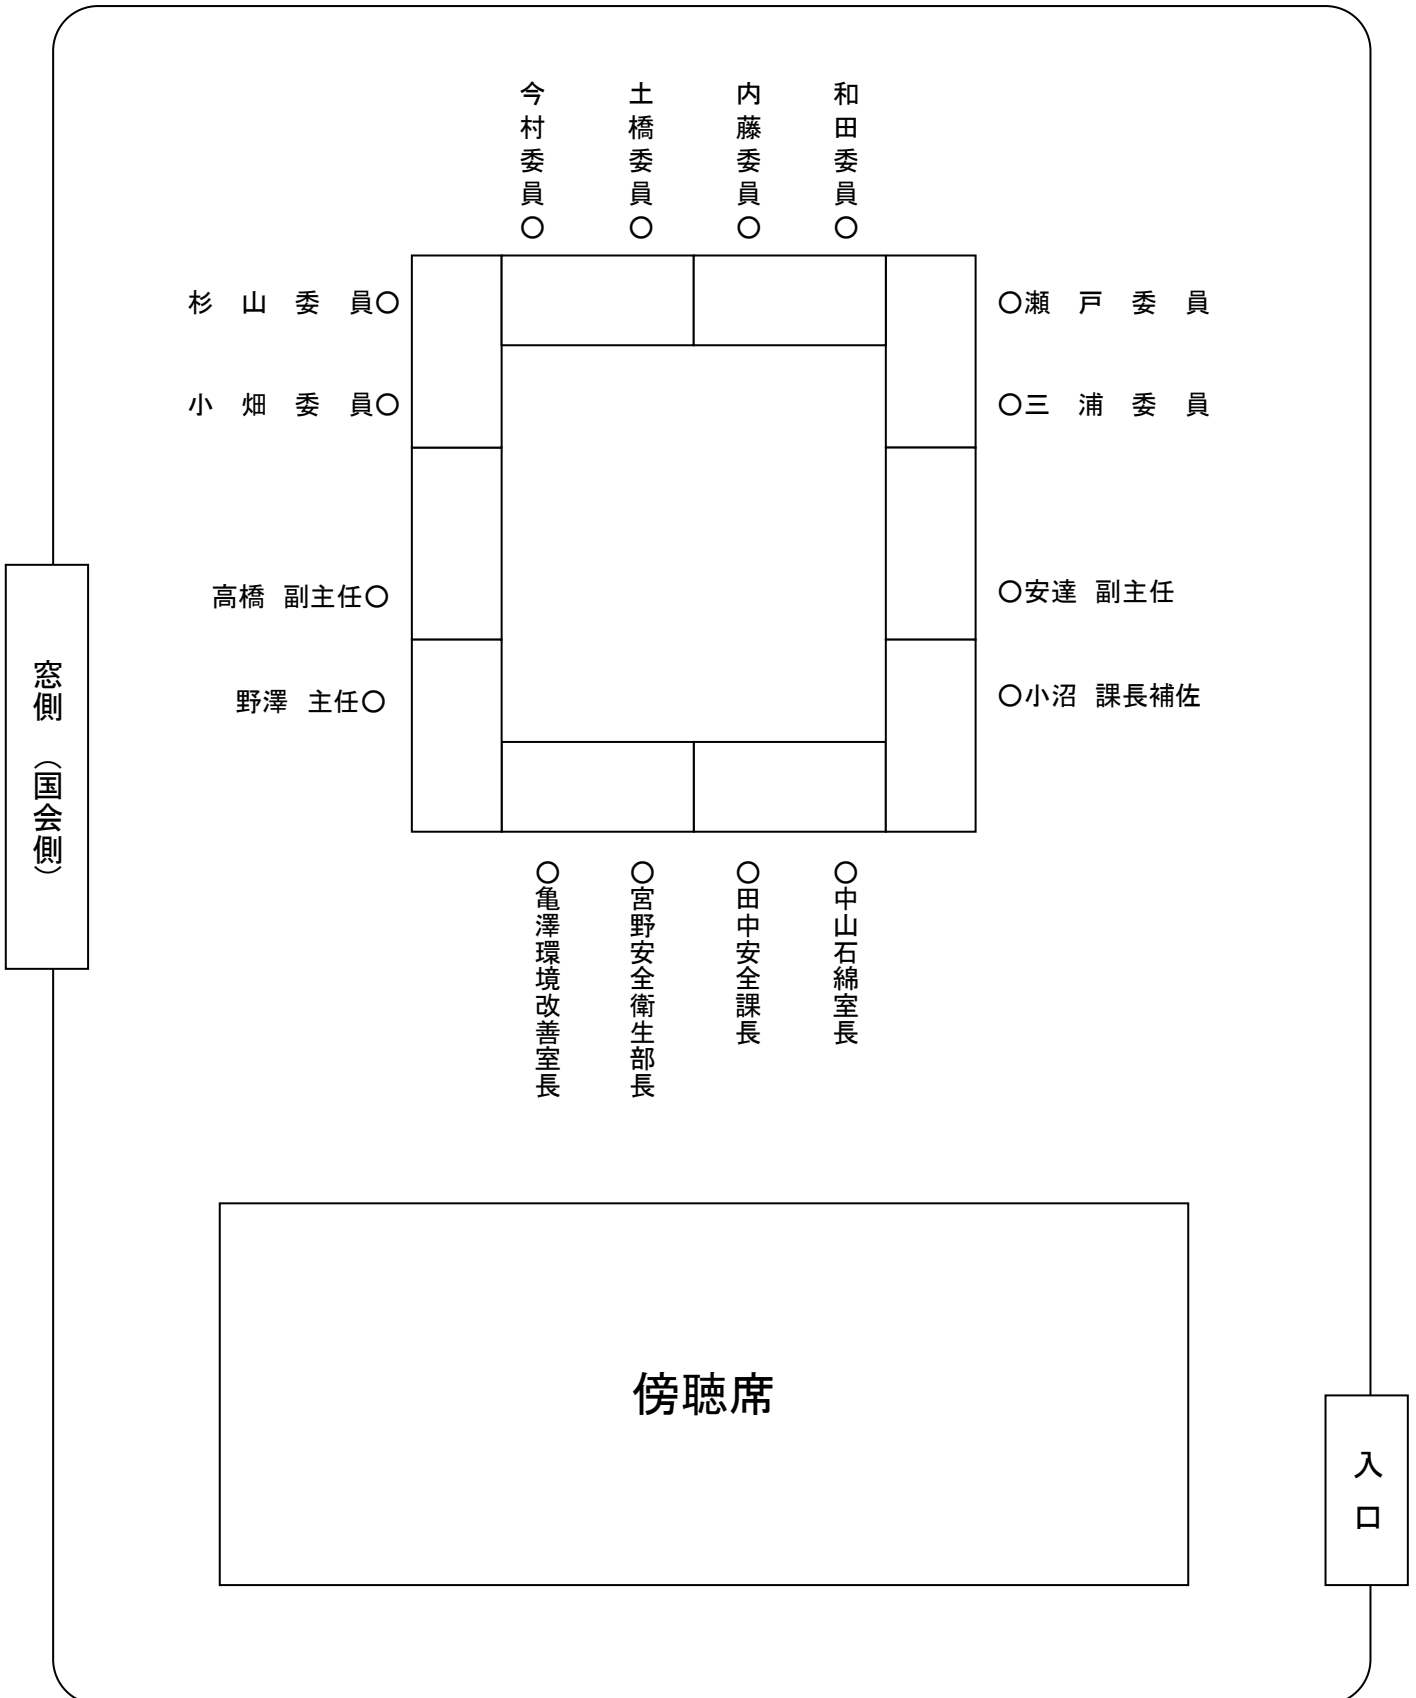 今村委員○
土橋委員○
内藤委員○
和田委員○
杉 山 委 員○
○瀬 戸 委 員
小 畑 委 員○
○三 浦 委 員
高橋 副主任○
○安達 副主任
野澤 主任○
○小沼 課長補佐
窓側 (国会側)
○亀澤環境改善室長
○宮野安全衛生部長
○田中安全課長
○中山石綿室長
傍聴席
入口